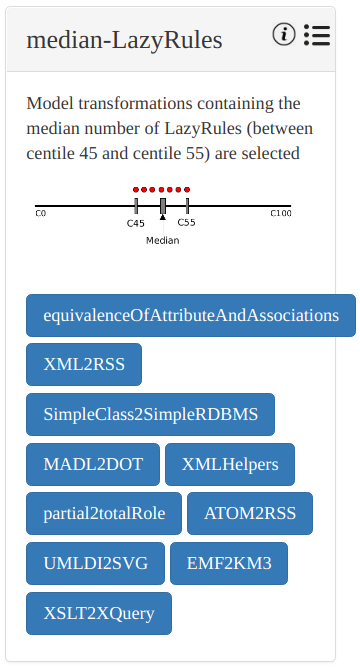 median-LazyRules
Model transformations containing the
median number of LazyRules (between
centile 45 and centile 55) are selected
C0 C45 C55 C100
Median
equivalenceOfAttributeAndAssociations
XML2RSS
SimpleClass2SimpleRDBMS
MADL2DOT XMLHelpers
partial2totalRole ATOM2RSS
UMLDI2SVG EMF2KM3
XSLT2XQuery